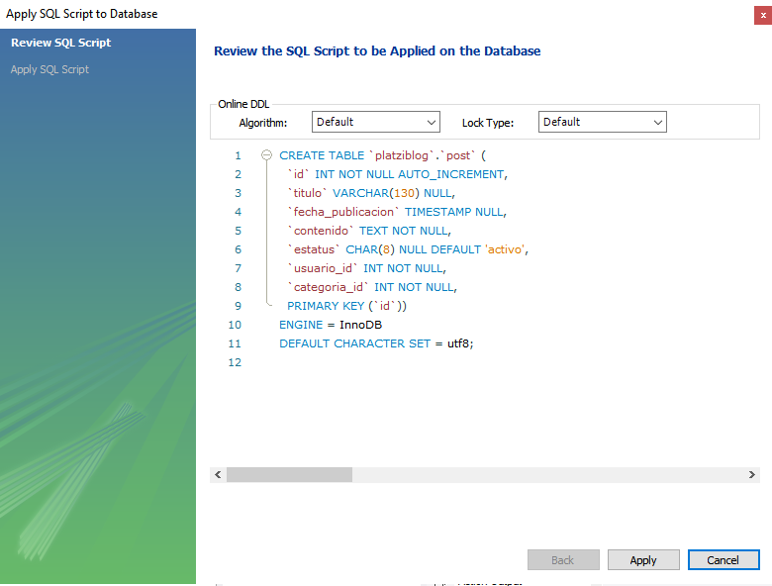 Apply SQL Script to Database
x
Review SQL Script
Apply SQL Script
Review the SQL Script to be Applied on the Database
Online DDL
Algorithm: Default Lock Type: Default
1 CREATE TABLE `platziblog`.`post` (
2 `id` INT NOT NULL AUTO_INCREMENT,
3 `titulo` VARCHAR(130) NULL,
4 `fecha_publicacion` TIMESTAMP NULL,
5 `contenido` TEXT NOT NULL,
6 `estatus` CHAR(8) NULL DEFAULT 'activo',
7 `usuario_id` INT NOT NULL,
8 `categoria_id` INT NOT NULL,
9 PRIMARY KEY (`id`))
10 ENGINE = InnoDB
11 DEFAULT CHARACTER SET = utf8;
12
Back Apply Cancel